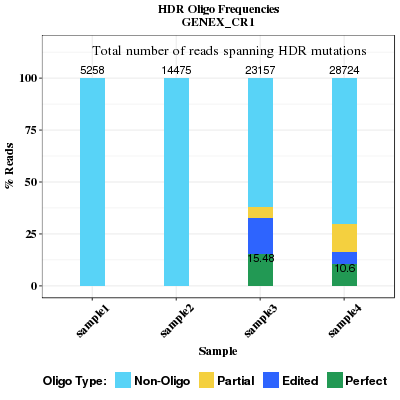 HDR Oligo Frequencies
GENEX_CR1
Total number of reads spanning HDR mutations
5258 14475 23157 28724
100
75
50
25
0
% Reads
15.48
10.6
sample1 sample2 sample3 sample4
Sample
Oligo Type: Non-Oligo Partial Edited Perfect